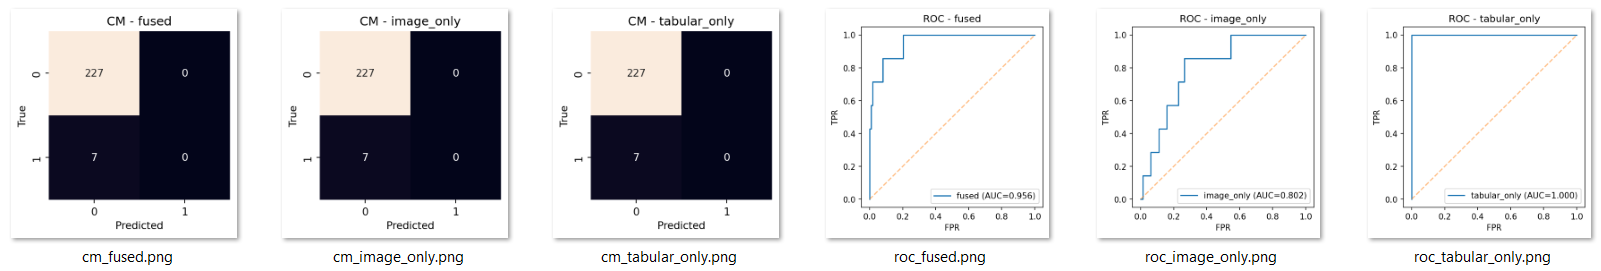 CM - fused
0
227
0
True
1
7
0
0
1
Predicted
cm_fused.png
CM - image_only
0
227
0
True
1
7
0
0
1
Predicted
cm_image_only.png
CM - tabular_only
0
227
0
True
1
7
0
0
1
Predicted
cm_tabular_only.png
ROC - fused
1.0
0.8
0.6
TPR
0.4
0.2
0.0
fused (AUC=0.956)
0.0 0.2 0.4 0.6 0.8 1.0
FPR
roc_fused.png
ROC - image_only
1.0
0.8
0.6
TPR
0.4
0.2
0.0
image_only (AUC=0.802)
0.0 0.2 0.4 0.6 0.8 1.0
FPR
roc_image_only.png
ROC - tabular_only
1.0
0.8
0.6
TPR
0.4
0.2
0.0
tabular_only (AUC=1.000)
0.0 0.2 0.4 0.6 0.8 1.0
FPR
roc_tabular_only.png